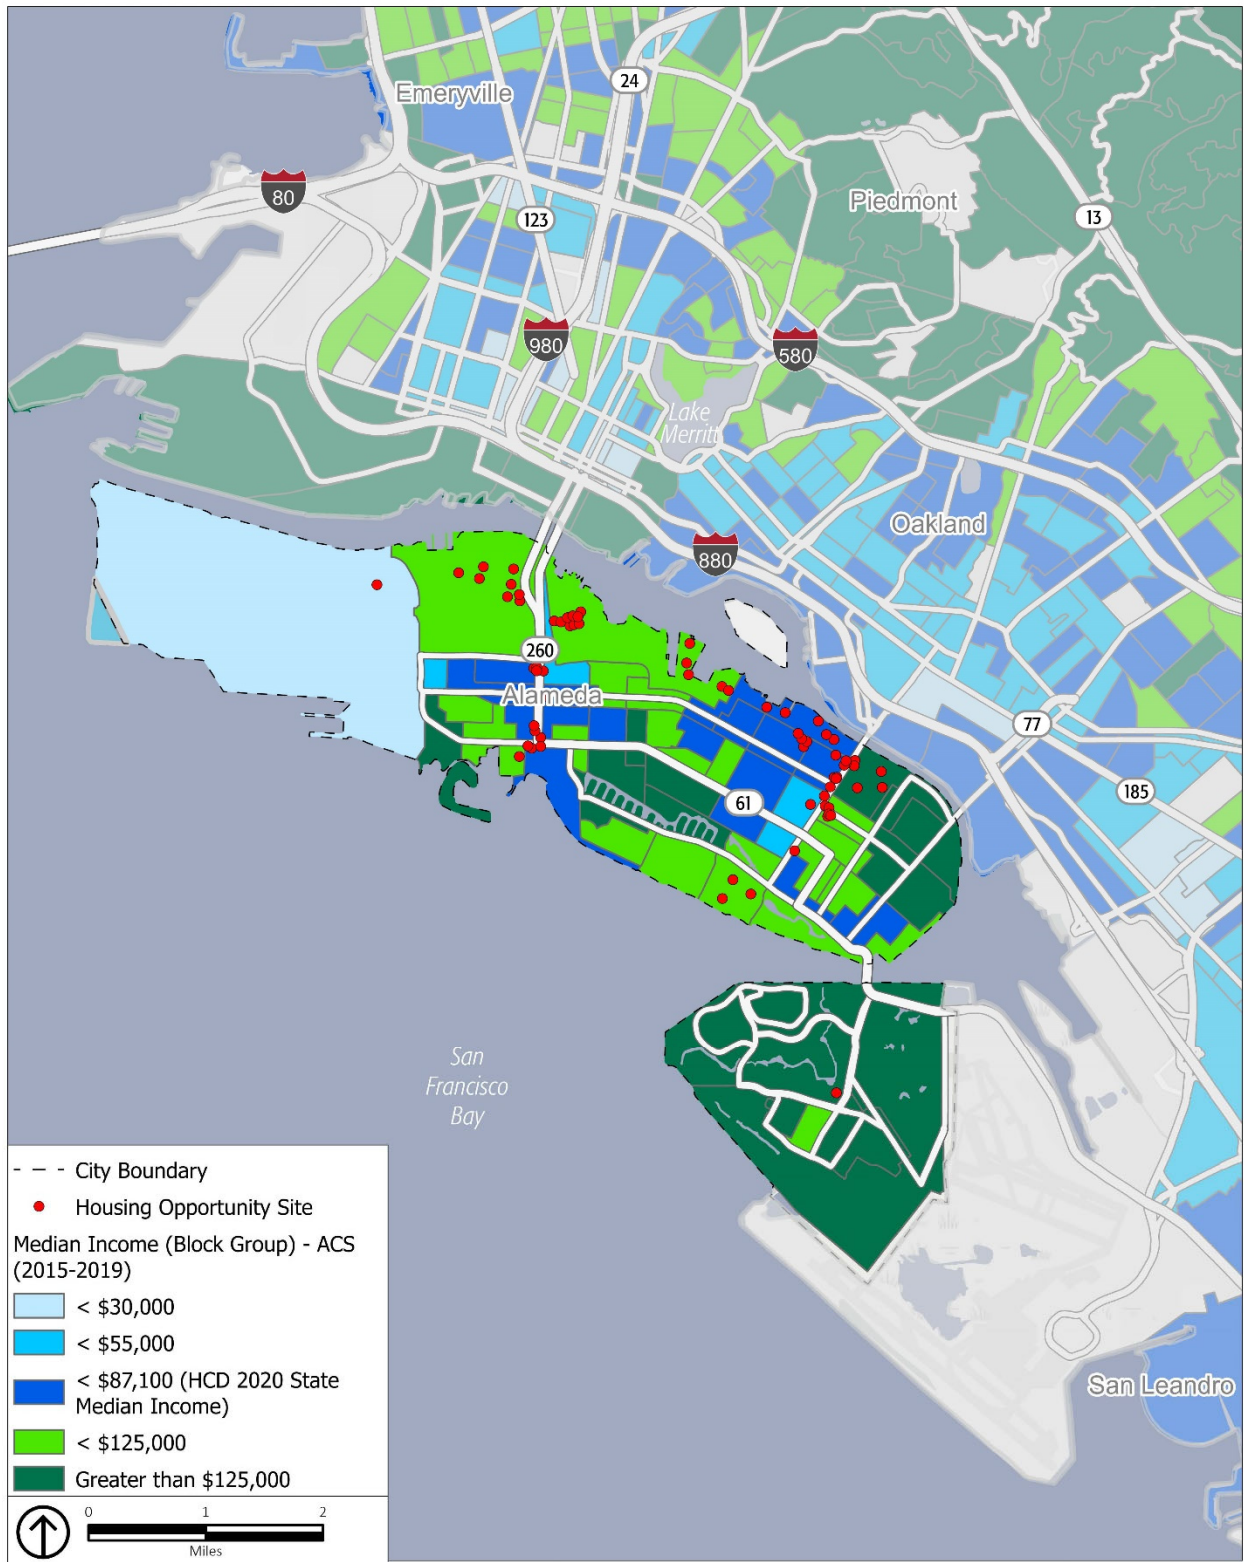 Emeryville
24
80
123
Piedmont
13
980
580
Lake
Merritt
Oakland
880
260
Alameda
77
61
185
San
Francisco
Bay
San Leandro
City Boundary
Housing Opportunity Site
Median Income (Block Group) - ACS
(2015-2019)
< $30,000
< $55,000
< $87,100 (HCD 2020 State
Median Income)
< $125,000
Greater than $125,000
0 1 2
Miles